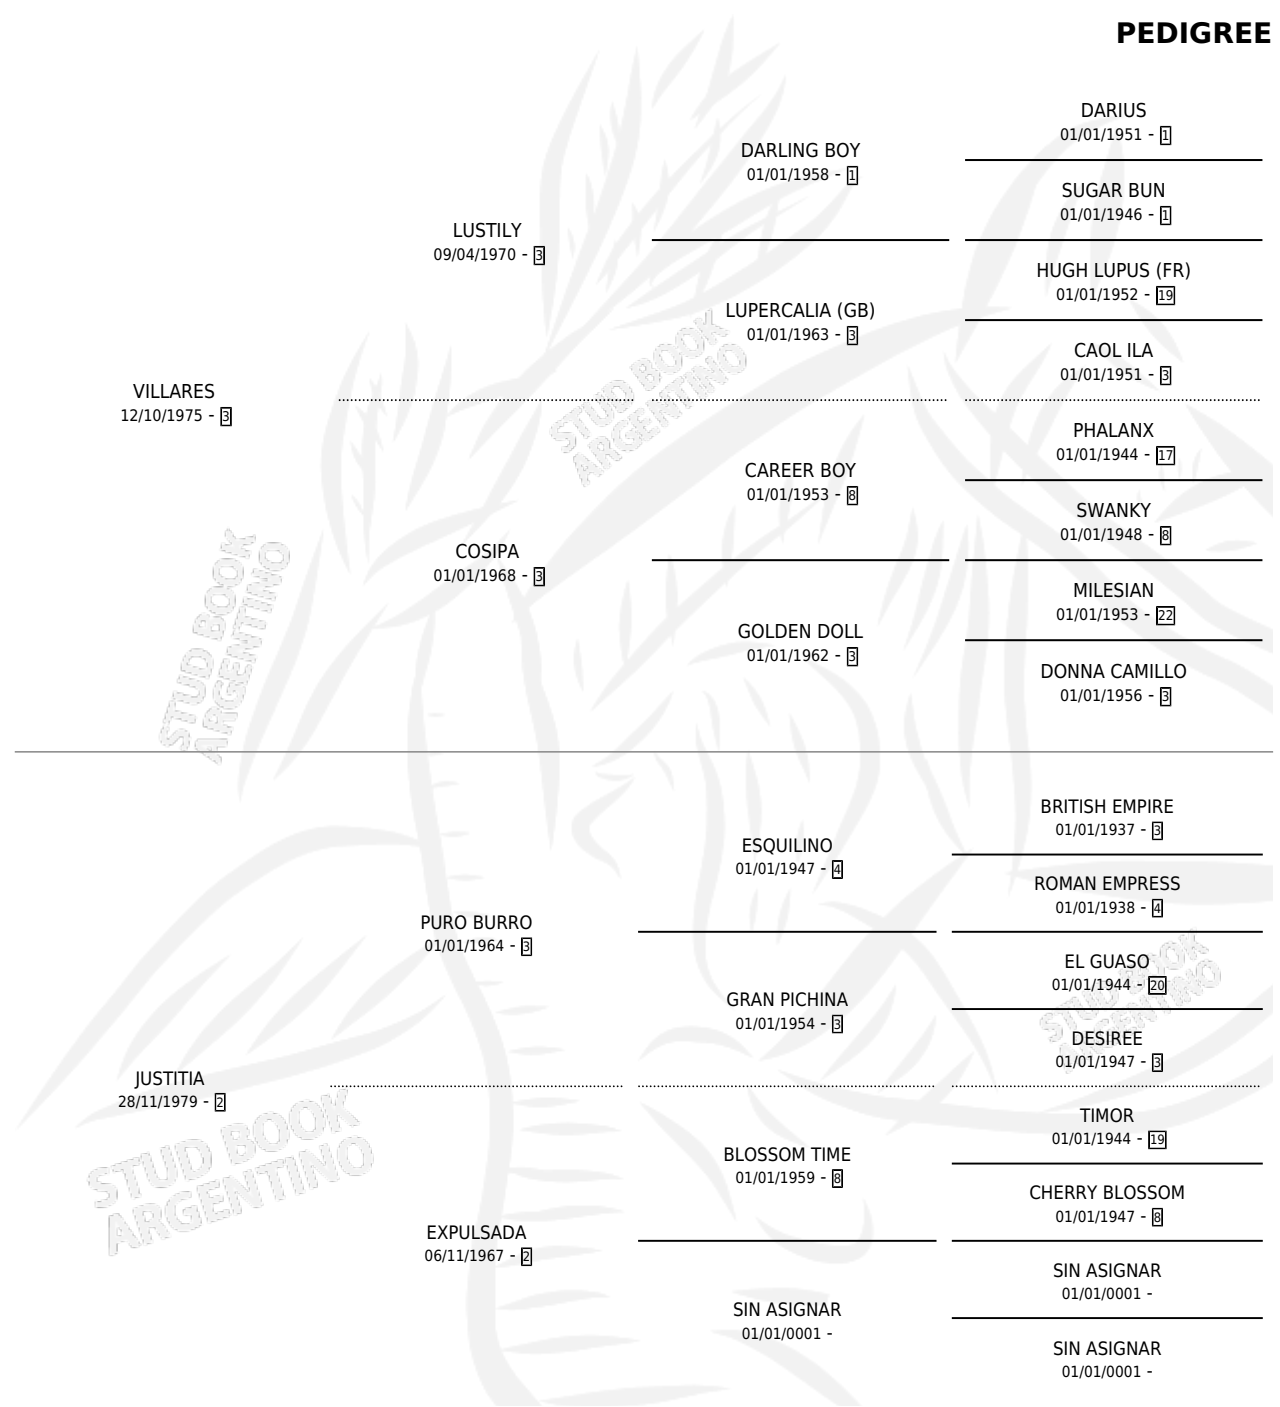 PEDIGREE
DARIUS
01/01/1951 - 1
DARLING BOY
01/01/1958 - 1
SUGAR BUN
01/01/1946 - 1
LUSTILY
09/04/1970 - 3
HUGH LUPUS (FR)
01/01/1952 - 19
LUPERCALIA (GB)
01/01/1963 - 3
CAOL ILA
01/01/1951 - 3
STUD BOOK
ARGENTINO
VILLARES
12/10/1975 - 3
PHALANX
01/01/1944 - 17
CAREER BOY
01/01/1953 - 8
SWANKY
01/01/1948 - 8
COSIPA
01/01/1968 - 3
MILESIAN
01/01/1953 - 22
GOLDEN DOLL
01/01/1962 - 3
DONNA CAMILLO
01/01/1956 - 3
STUD BOOK
ARGENTINO
BRITISH EMPIRE
01/01/1937 - 3
ESQUILINO
01/01/1947 - 4
ROMAN EMPRESS
01/01/1938 - 4
PURO BURRO
01/01/1964 - 3
EL GUASO
01/01/1944 - 20
GRAN PICHINA
01/01/1954 - 3
DESIREE
01/01/1947 - 3
STUD BOOK
ARGENTINO
JUSTITIA
28/11/1979 - 2
TIMOR
01/01/1944 - 19
BLOSSOM TIME
01/01/1959 - 8
CHERRY BLOSSOM
01/01/1947 - 8
STUD BOOK
ARGENTINO
EXPULSADA
06/11/1967 - 2
SIN ASIGNAR
01/01/0001 -
SIN ASIGNAR
01/01/0001 -
SIN ASIGNAR
01/01/0001 -